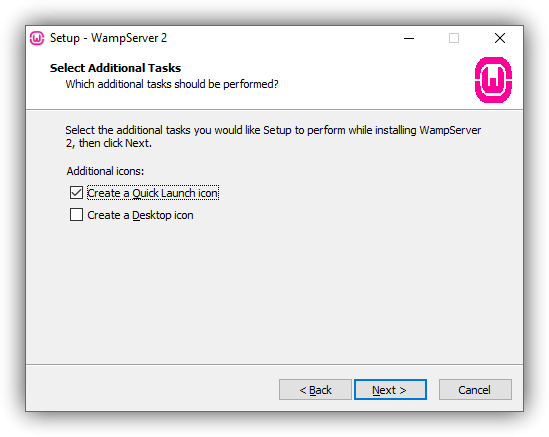 Setup - WampServer 2
Select Additional Tasks
Which additional tasks should be performed?
Select the additional tasks you would like Setup to perform while installing WampServer
2, then click Next.
Additional icons:
Create a Quick Launch icon
Create a Desktop icon
< Back
Next >
Cancel